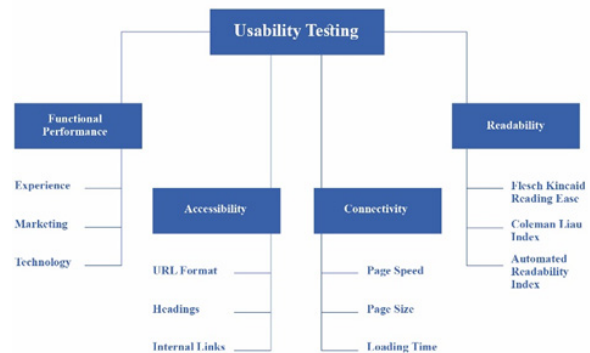 Usability Testing
Functional
Performance
Readability
Experience
Marketing
Technology
Accessibility
Connectivity
Flesch Kincaid
Reading Ease
Coleman Liau
Index
Automated
Readability
Index
URL Format
Headings
Internal Links
Page Speed
Page Size
Loading Time